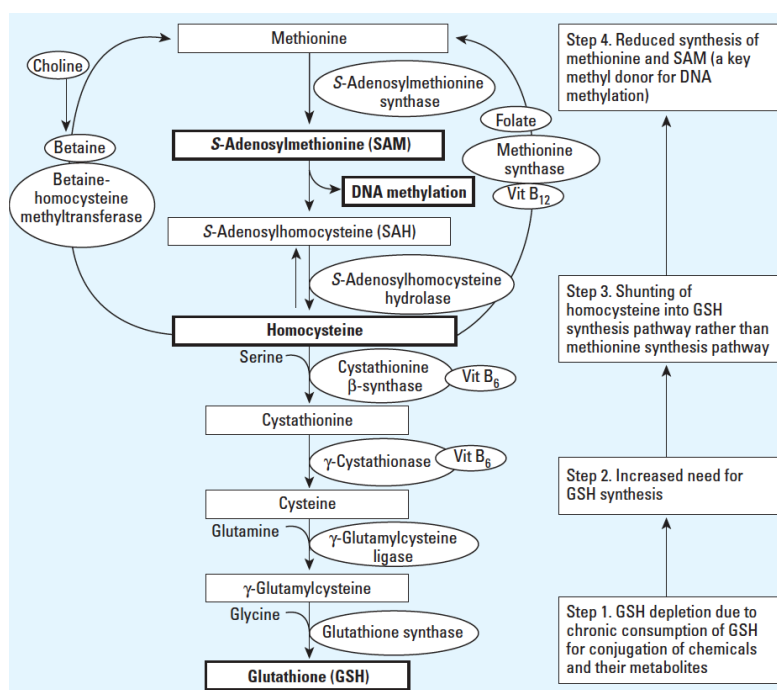 Methionine
Choline
S-Adenosylmethionine
synthase
Folate
Betaine
S-Adenosylmethionine (SAM)
Methionine
synthase
Betaine-
homocysteine
methyltransferase
DNA methylation
Vit B12
S-Adenosylhomocysteine (SAH)
S-Adenosylhomocysteine
hydrolase
Homocysteine
Serine
Cystathionine
β-synthase
Vit B6
Cystathionine
γ-Cystathionase
Vit B6
Cysteine
Glutamine
γ-Glutamylcysteine
ligase
γ-Glutamylcysteine
Glycine
Glutathione synthase
Glutathione (GSH)
Step 4. Reduced synthesis of
methionine and SAM (a key
methyl donor for DNA
methylation)
Step 3. Shunting of
homocysteine into GSH
synthesis pathway rather than
methionine synthesis pathway
Step 2. Increased need for
GSH synthesis
Step 1. GSH depletion due to
chronic consumption of GSH
for conjugation of chemicals
and their metabolites